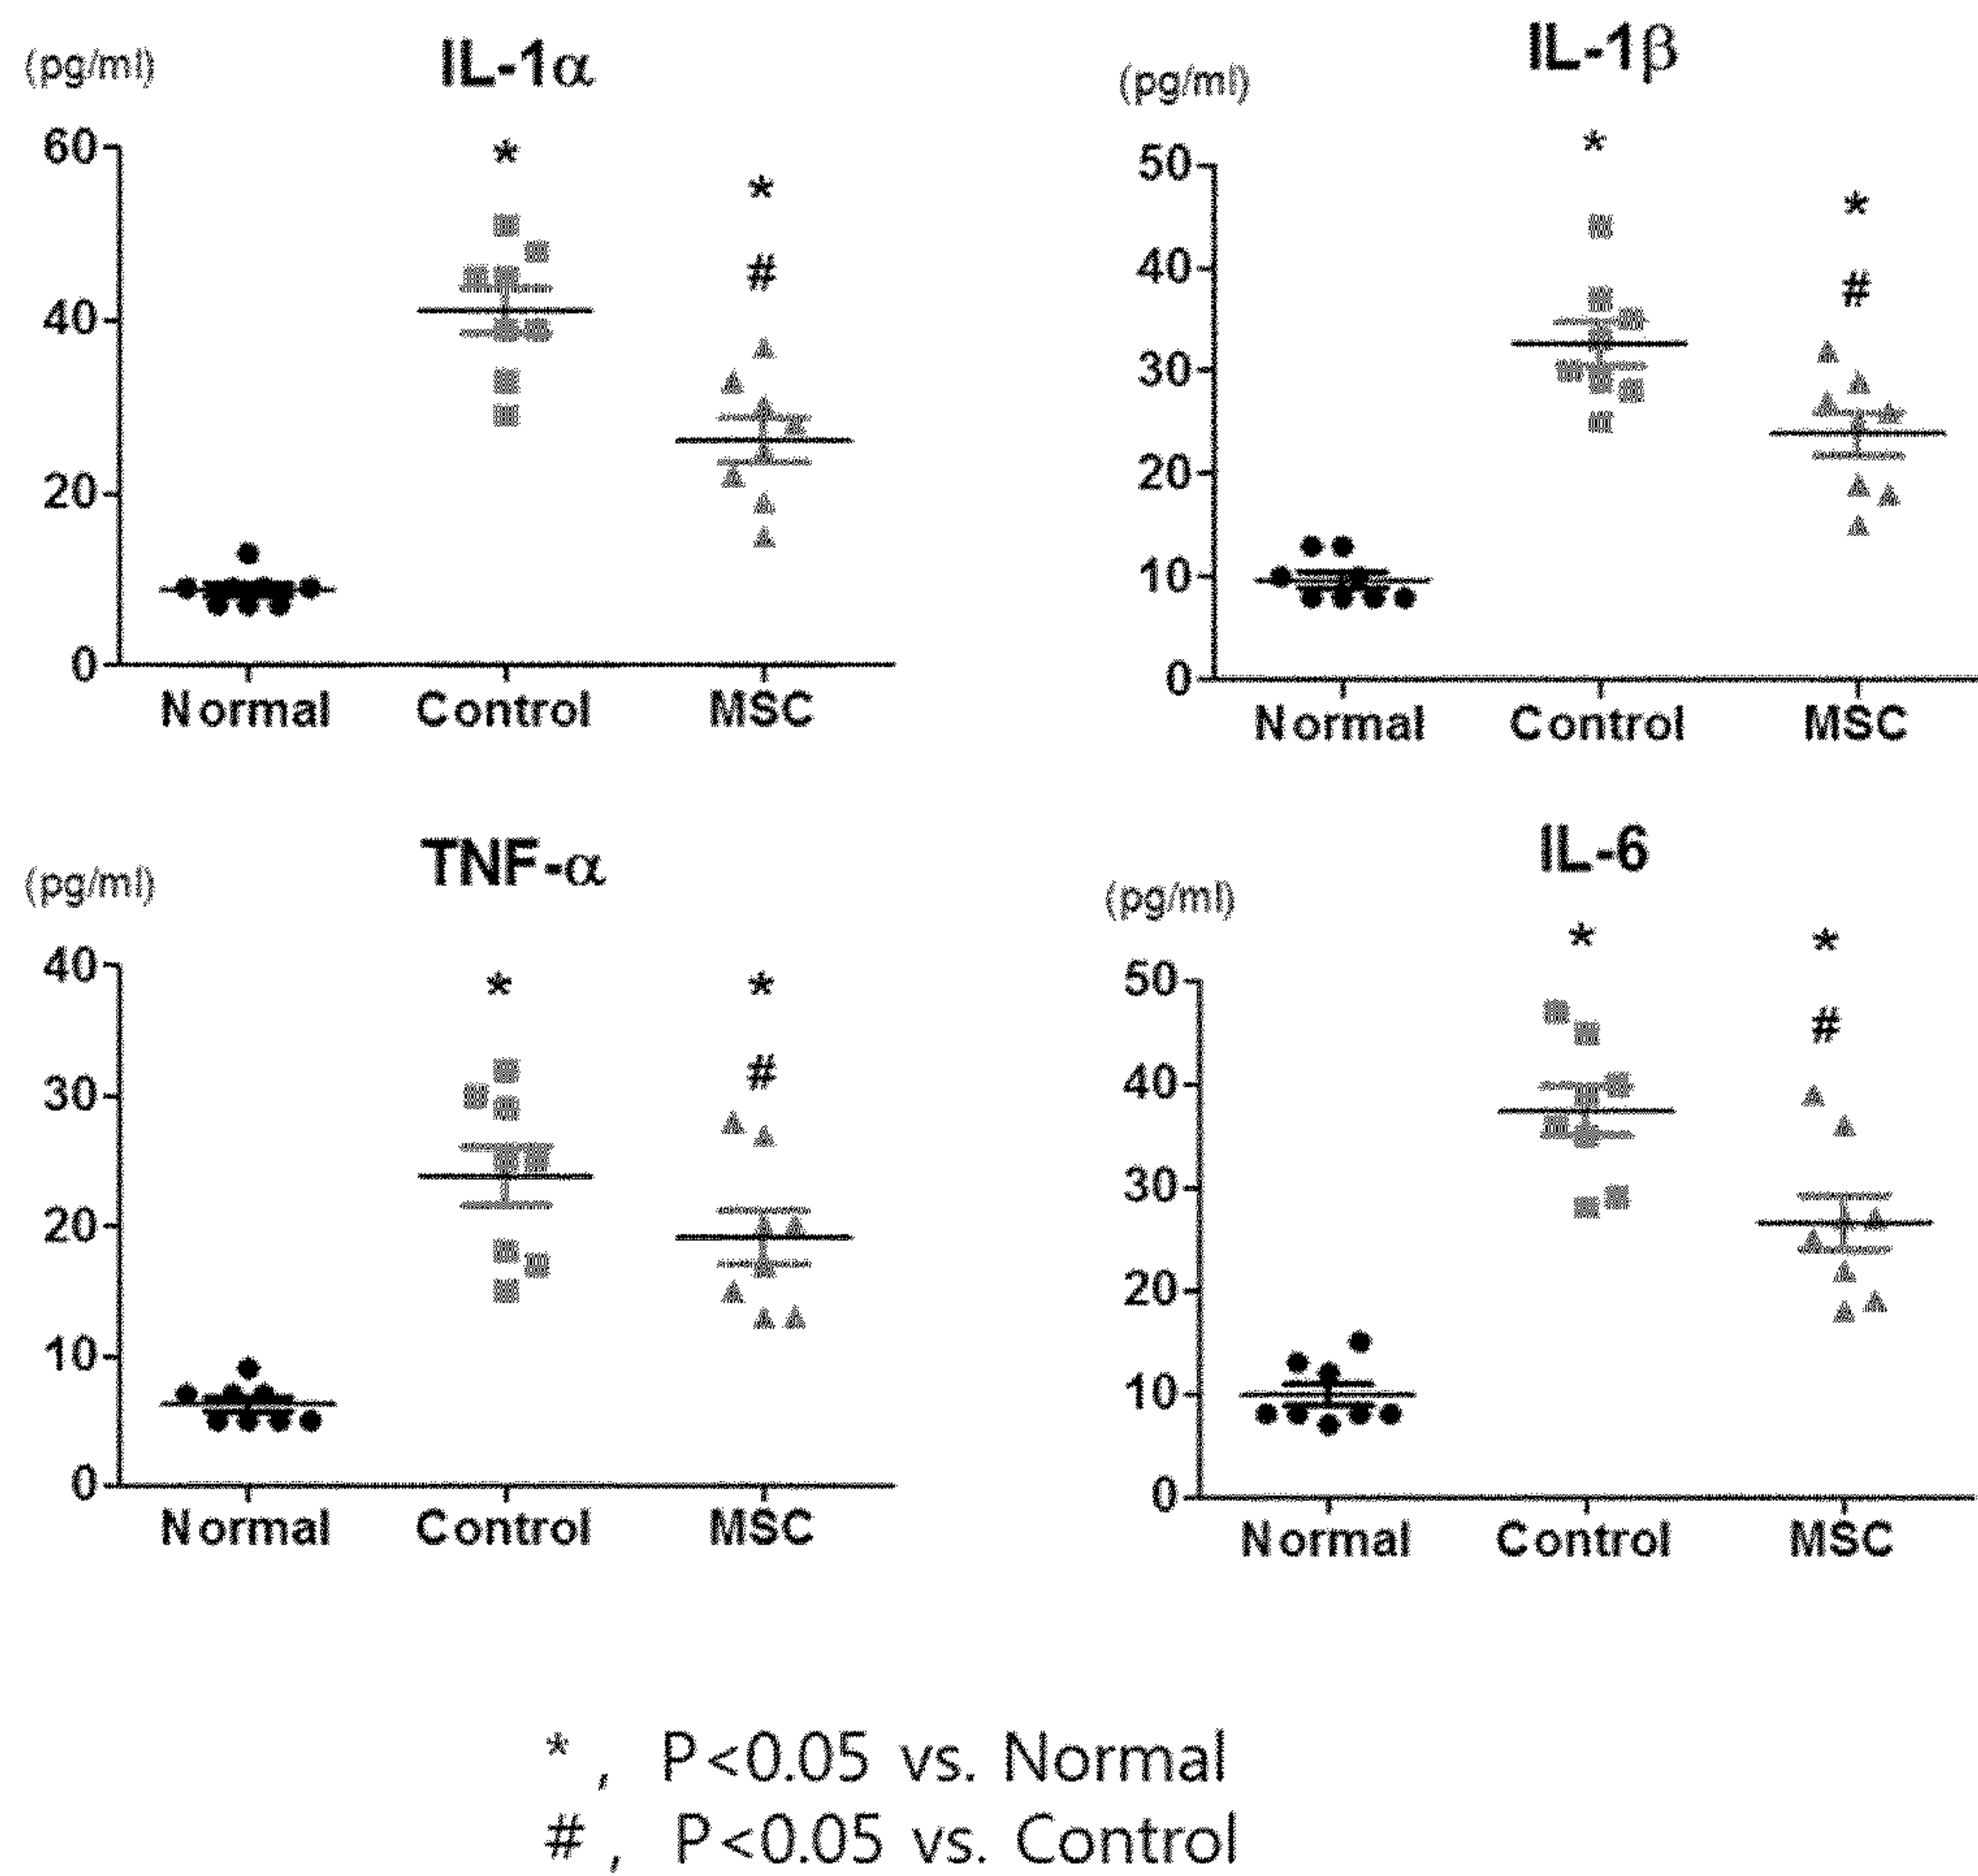 IL-1α
(pg/ml)
60
40
20
0
*
*
#
Normal Control MSC
IL-1β
(pg/ml)
50
40
30
20
10
0
*
*
#
Normal Control MSC
TNF-α
(pg/ml)
40
30
20
10
0
*
*
#
Normal Control MSC
IL-6
(pg/ml)
50
40
30
20
10
0
*
*
#
Normal Control MSC
* , P<0.05 vs. Normal
# , P<0.05 vs. Control